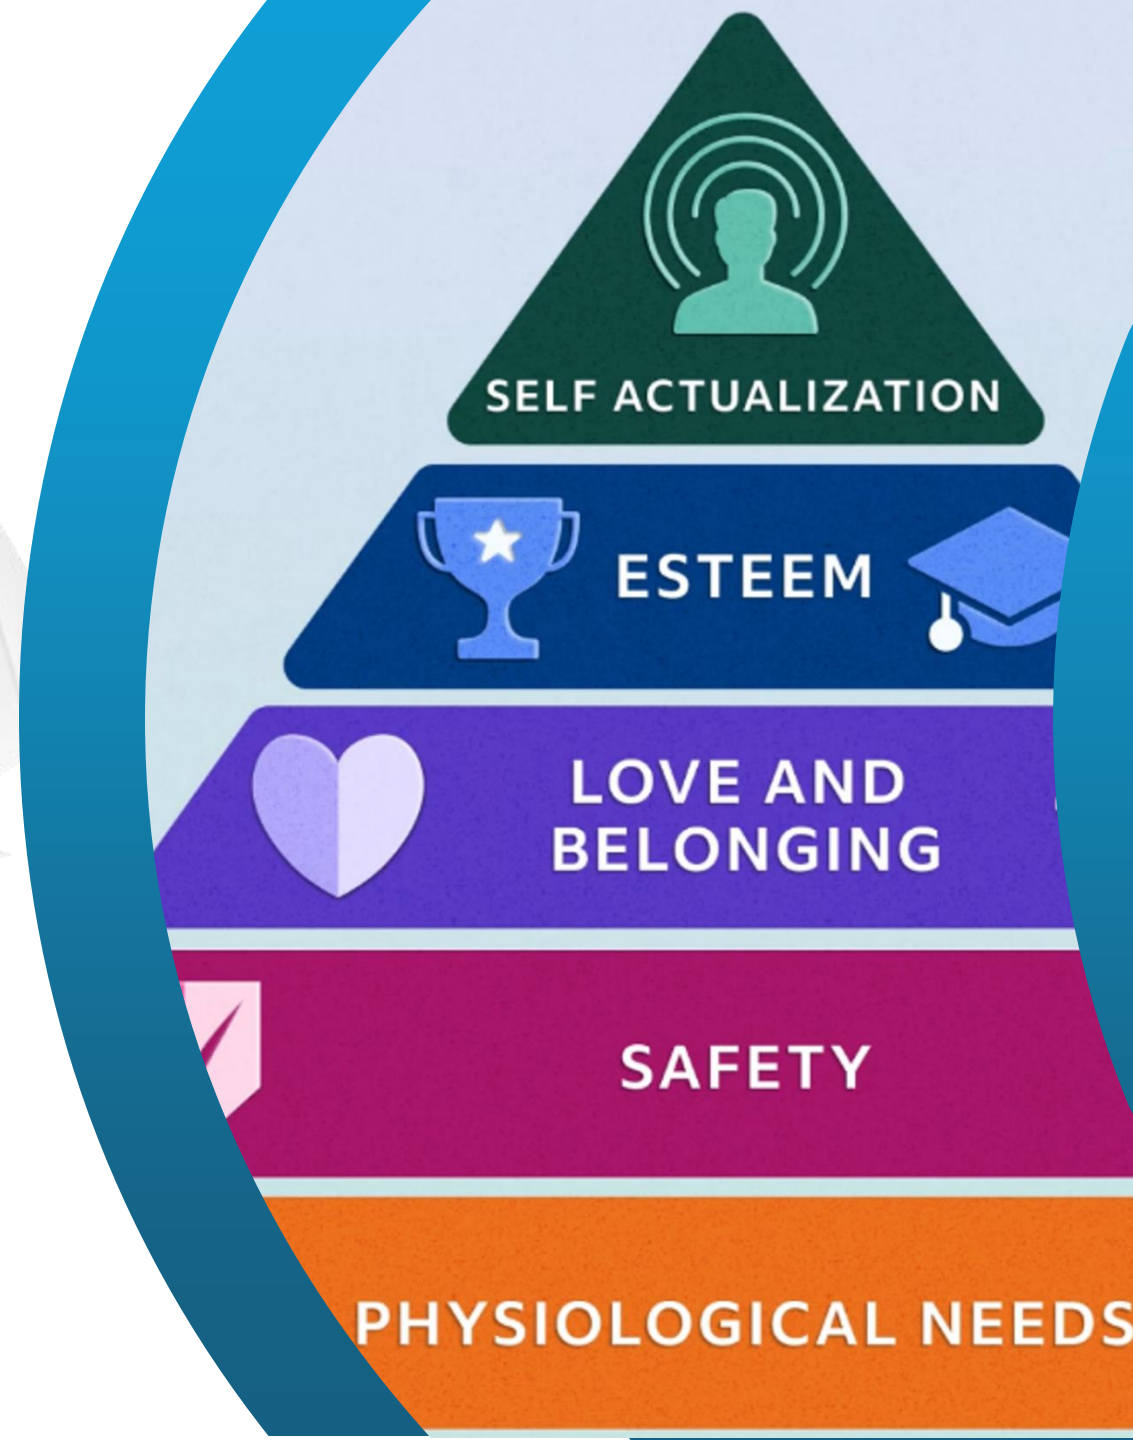 SELF ACTUALIZATION
ESTEEM
LOVE AND
BELONGING
SAFETY
PHYSIOLOGICAL NEEDS